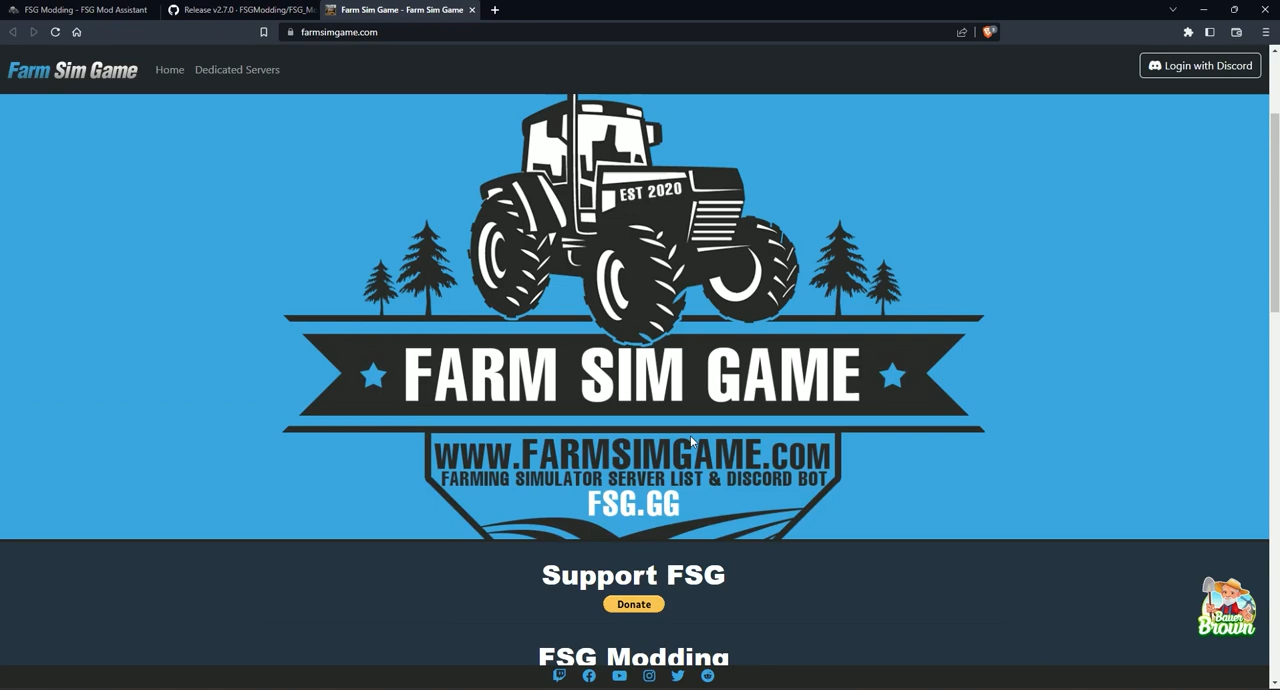 FSG Modding - FSG Mod Assistant
Release v2.7.0 · FSGModding/FSG_M
Farm Sim Game - Farm Sim Game
farmsimgame.com
Farm Sim Game
Home
Dedicated Servers
Login with Discord
EST 2020
FARM SIM GAME
WWW.FARMSIMGAME.COM
FARMING SIMULATOR SERVER LIST & DISCORD BOT
FSG.GG
Support FSG
Donate
Bauer
Brown
FSG Modding